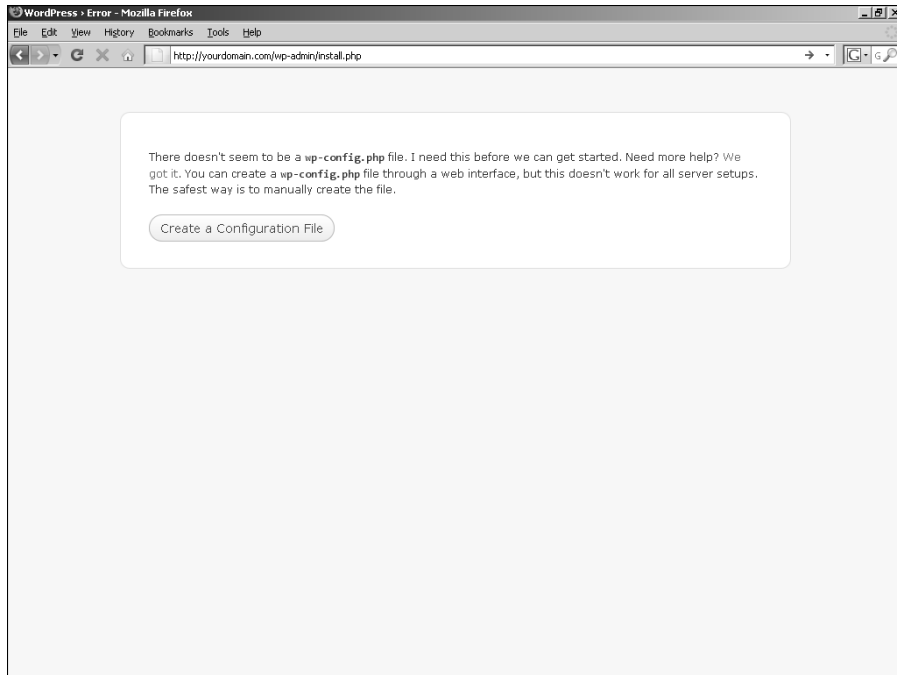 WordPress › Error - Mozilla Firefox
File Edit View History Bookmarks Tools Help
http://yourdomain.com/wp-admin/install.php
G G
There doesn't seem to be a wp-config.php file. I need this before we can get started. Need more help? We
got it. You can create a wp-config.php file through a web interface, but this doesn't work for all server setups.
The safest way is to manually create the file.
Create a Configuration File